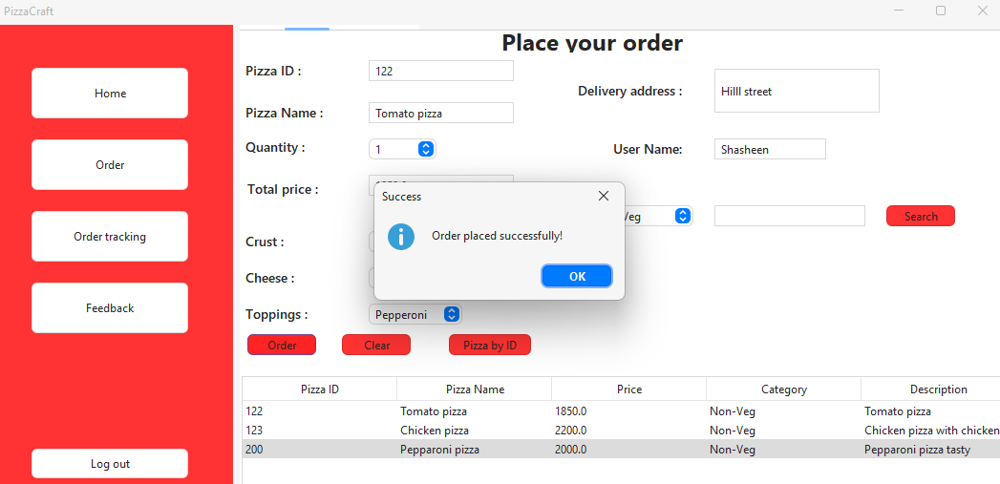 PizzaCraft
Place your order
Home
Order
Order tracking
Feedback
Log out
Pizza ID :
122
Pizza Name :
Tomato pizza
Quantity :
1
Total price :
Crust :
Cheese :
Toppings :
Pepperoni
Delivery address :
Hilll street
User Name:
Shasheen
Veg
Search
Success
Order placed successfully!
OK
Order
Clear
Pizza by ID
Pizza ID Pizza Name Price Category Description
122 Tomato pizza 1850.0 Non-Veg Tomato pizza
123 Chicken pizza 2200.0 Non-Veg Chicken pizza with chicken
200 Pepparoni pizza 2000.0 Non-Veg Pepparoni pizza tasty